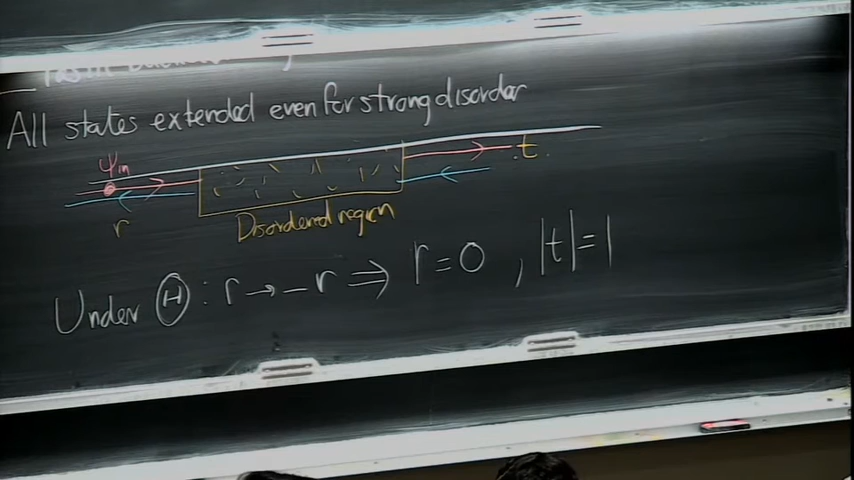 All states extended even for strong disorder
ψin
t
r
Disordered region
Under Θ : r → -r ⇒ r = 0 , |t| = 1